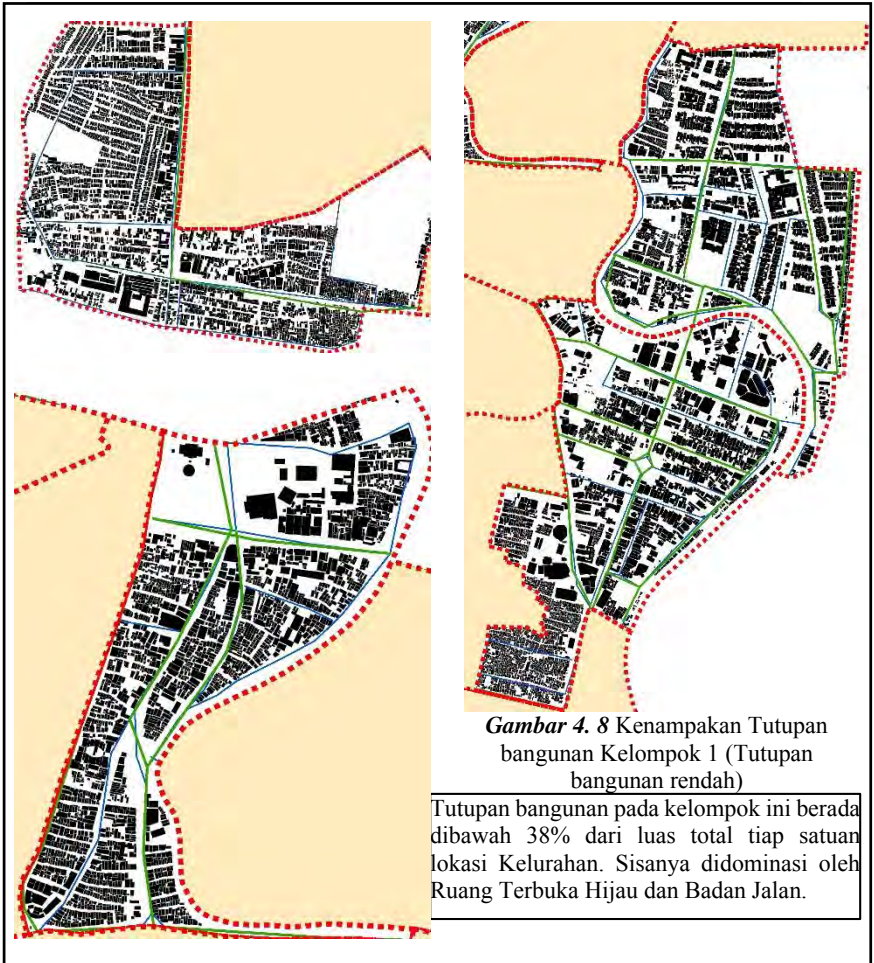 Gambar 4. 8 Kenampakan Tutupan
bangunan Kelompok 1 (Tutupan
bangunan rendah)
Tutupan bangunan pada kelompok ini berada
dibawah 38% dari luas total tiap satuan
lokasi Kelurahan. Sisanya didominasi oleh
Ruang Terbuka Hijau dan Badan Jalan.